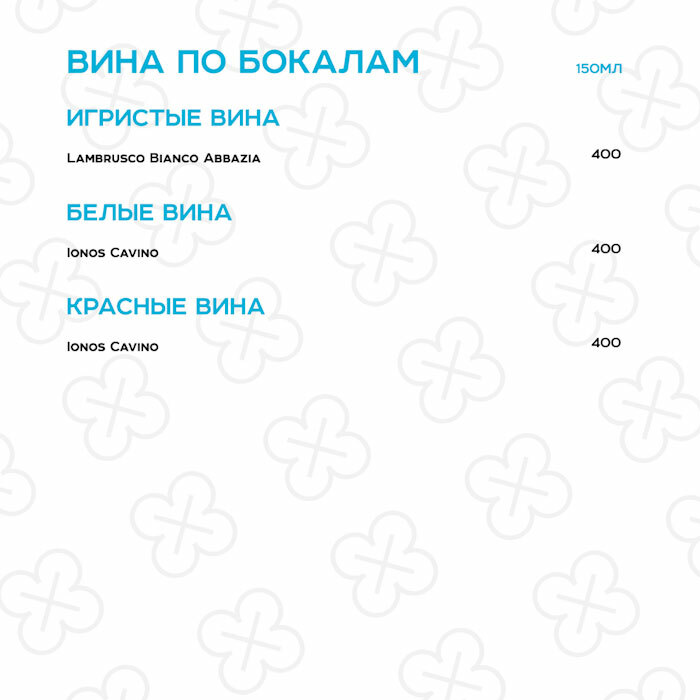 ВИНА ПО БОКАЛАМ 150МЛ
ИГРИСТЫЕ ВИНА
Lambrusco Bianco Abbazia 400
БЕЛЫЕ ВИНА
Ionos Cavino 400
КРАСНЫЕ ВИНА
Ionos Cavino 400